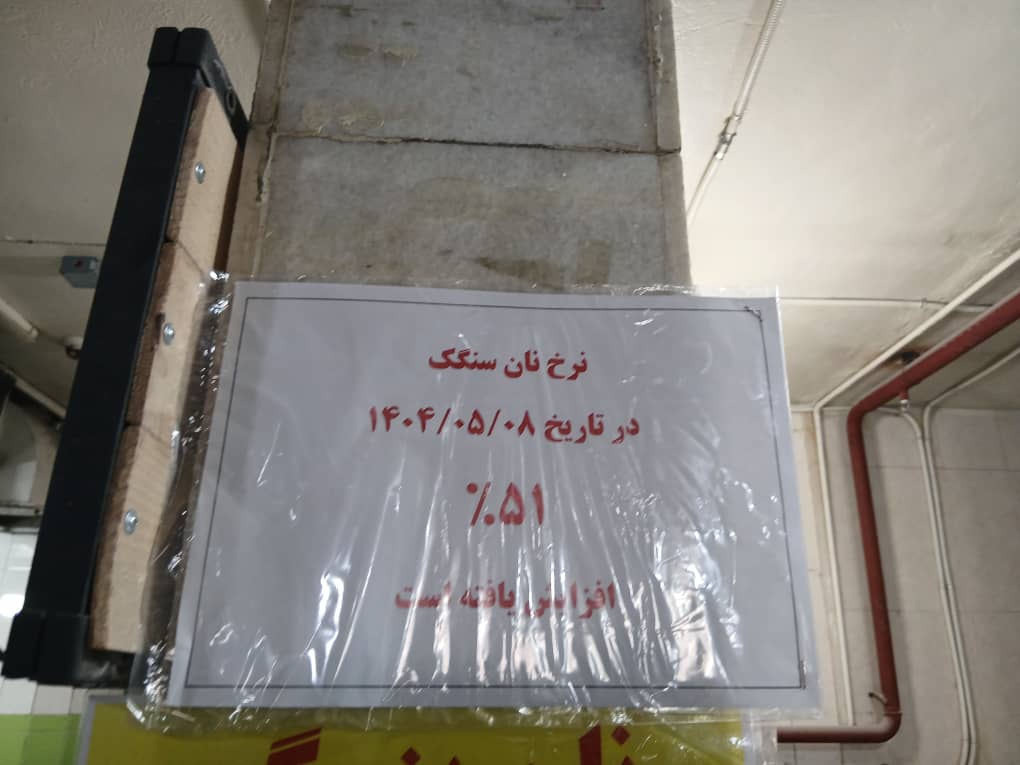 نرخ نان سنگک
در تاریخ ۱۴۰۴/۰۵/۰۸
٪۵۱
افزایش یافته است